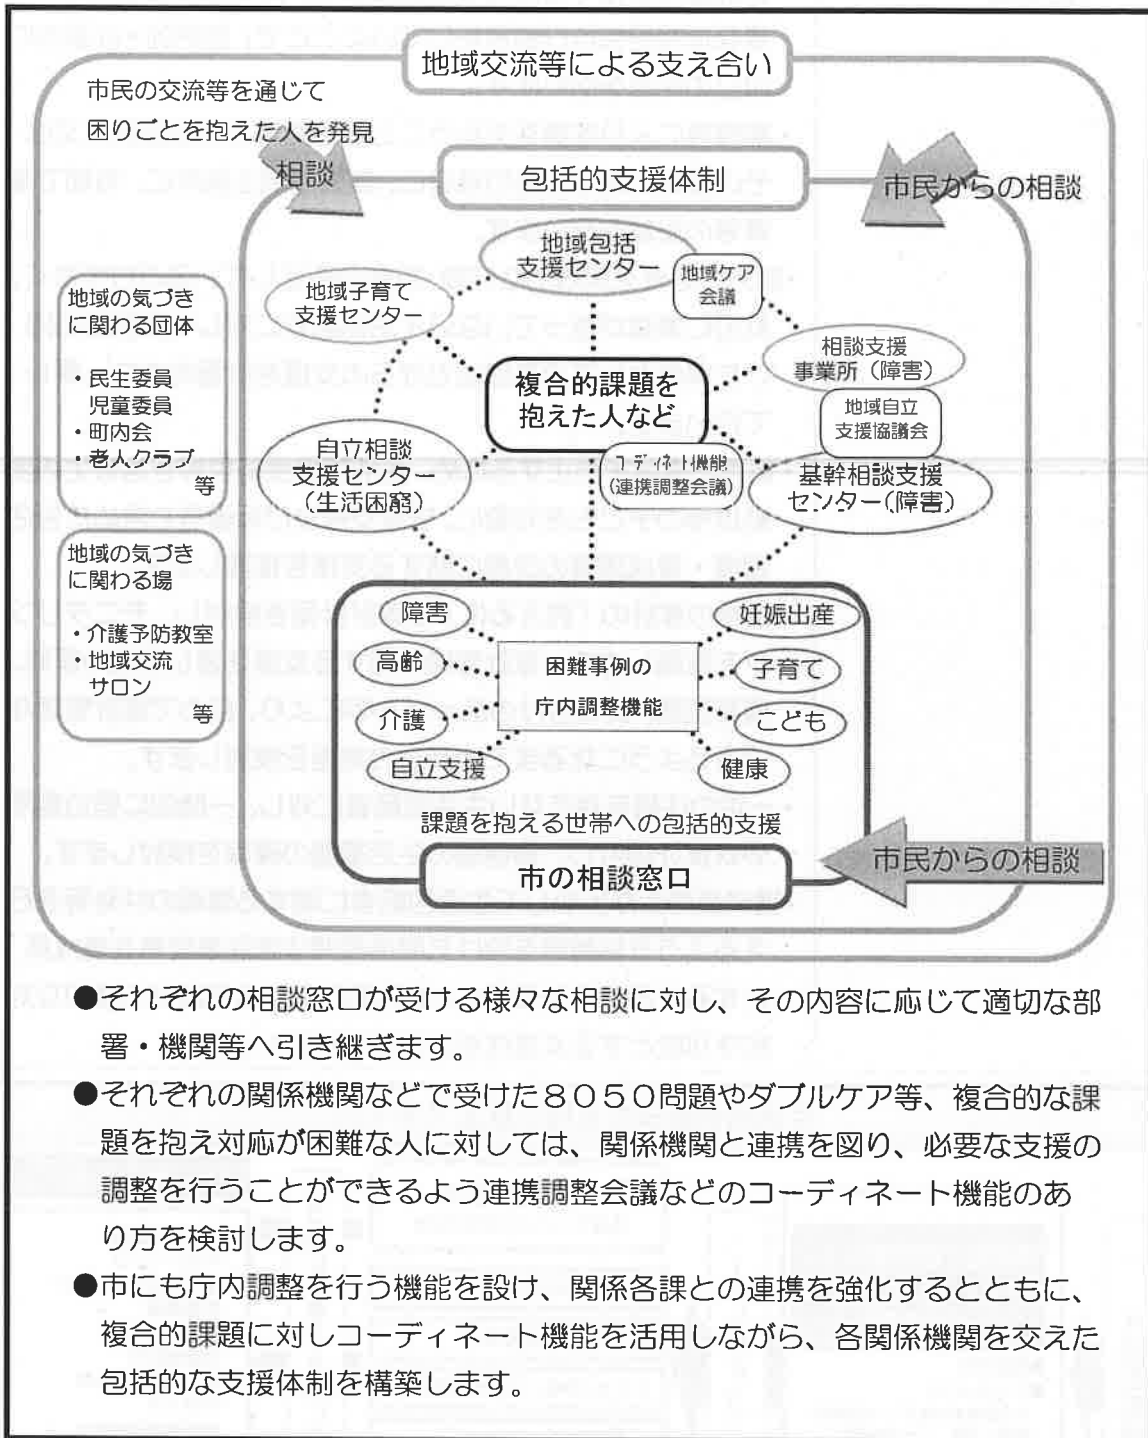 地域交流等による支え合い
市民の交流等を通じて
困りごとを抱えた人を発見
相談
包括的支援体制
市民からの相談
地域包括
支援センター
地域ケア
会議
地域子育て
支援センター
地域の気づき
に関わる団体
・民生委員
児童委員
・町内会
・老人クラブ
等
相談支援
事業所（障害）
複合的課題を
抱えた人など
地域自立
支援協議会
自立相談
支援センター
（生活困窮）
コーディネート機能
（連携調整会議）
基幹相談支援
センター（障害）
地域の気づき
に関わる場
・介護予防教室
・地域交流
サロン
等
障害
高齢
介護
自立支援
困難事例の
庁内調整機能
妊娠出産
子育て
こども
健康
課題を抱える世帯への包括的支援
市の相談窓口
市民からの相談
●それぞれの相談窓口が受ける様々な相談に対し、その内容に応じて適切な部
署・機関等へ引き継ぎます。
●それぞれの関係機関などで受けた８０５０問題やダブルケア等、複合的な課
題を抱え対応が困難な人に対しては、関係機関と連携を図り、必要な支援の
調整を行うことができるよう連携調整会議などのコーディネート機能のあ
り方を検討します。
●市にも庁内調整を行う機能を設け、関係各課との連携を強化するとともに、
複合的課題に対しコーディネート機能を活用しながら、各関係機関を交えた
包括的な支援体制を構築します。